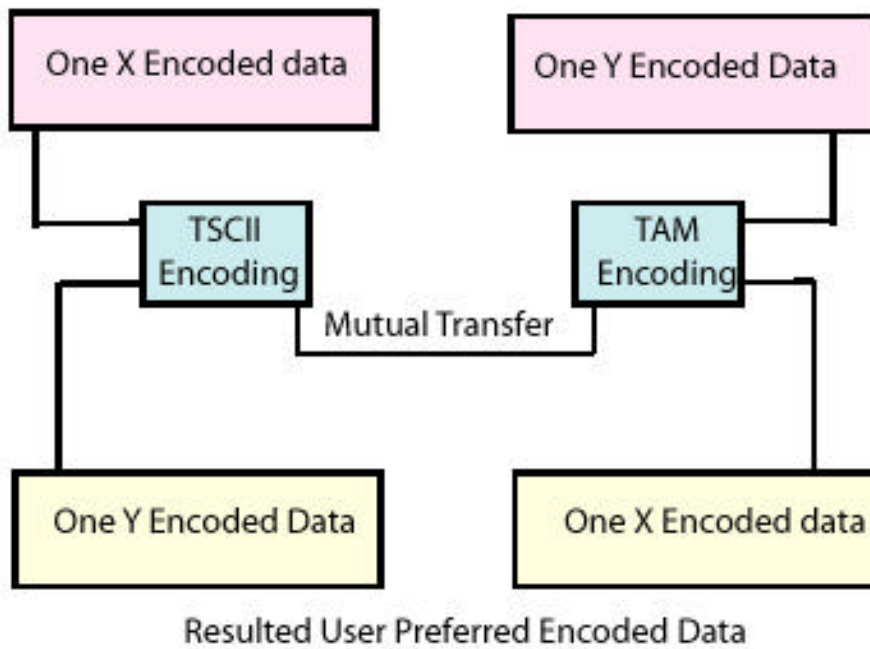 One X Encoded data
One Y Encoded Data
TSCII
Encoding
TAM
Encoding
Mutual Transfer
One Y Encoded Data
One X Encoded data
Resulted User Preferred Encoded Data